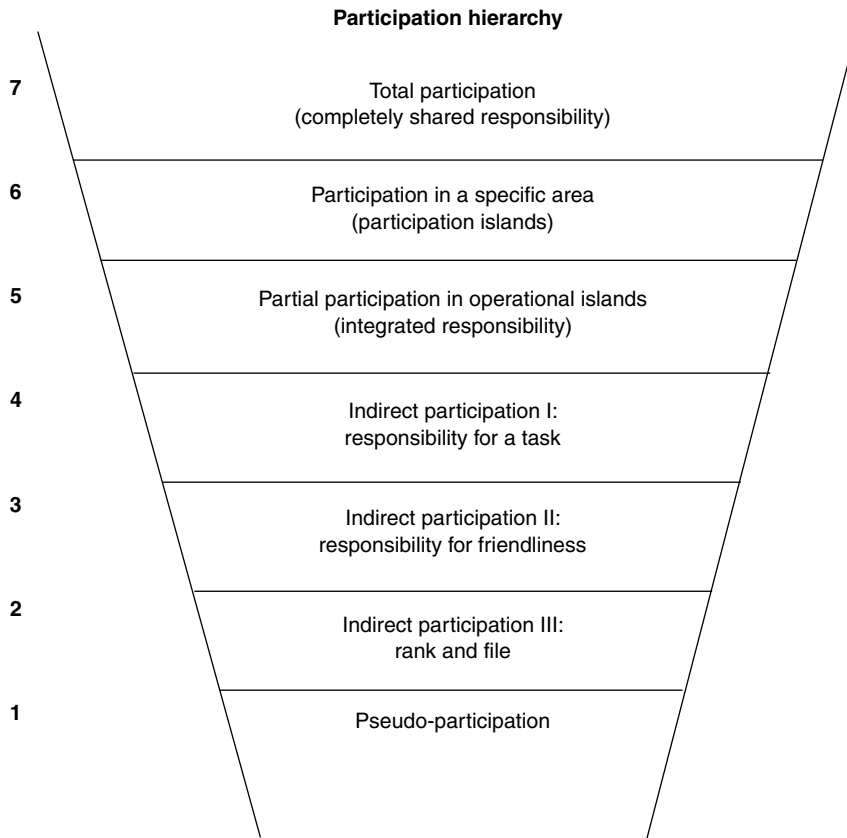 Participation hierarchy
7
Total participation
(completely shared responsibility)
6
Participation in a specific area
(participation islands)
5
Partial participation in operational islands
(integrated responsibility)
4
Indirect participation I:
responsibility for a task
3
Indirect participation II:
responsibility for friendliness
2
Indirect participation III:
rank and file
1
Pseudo-participation